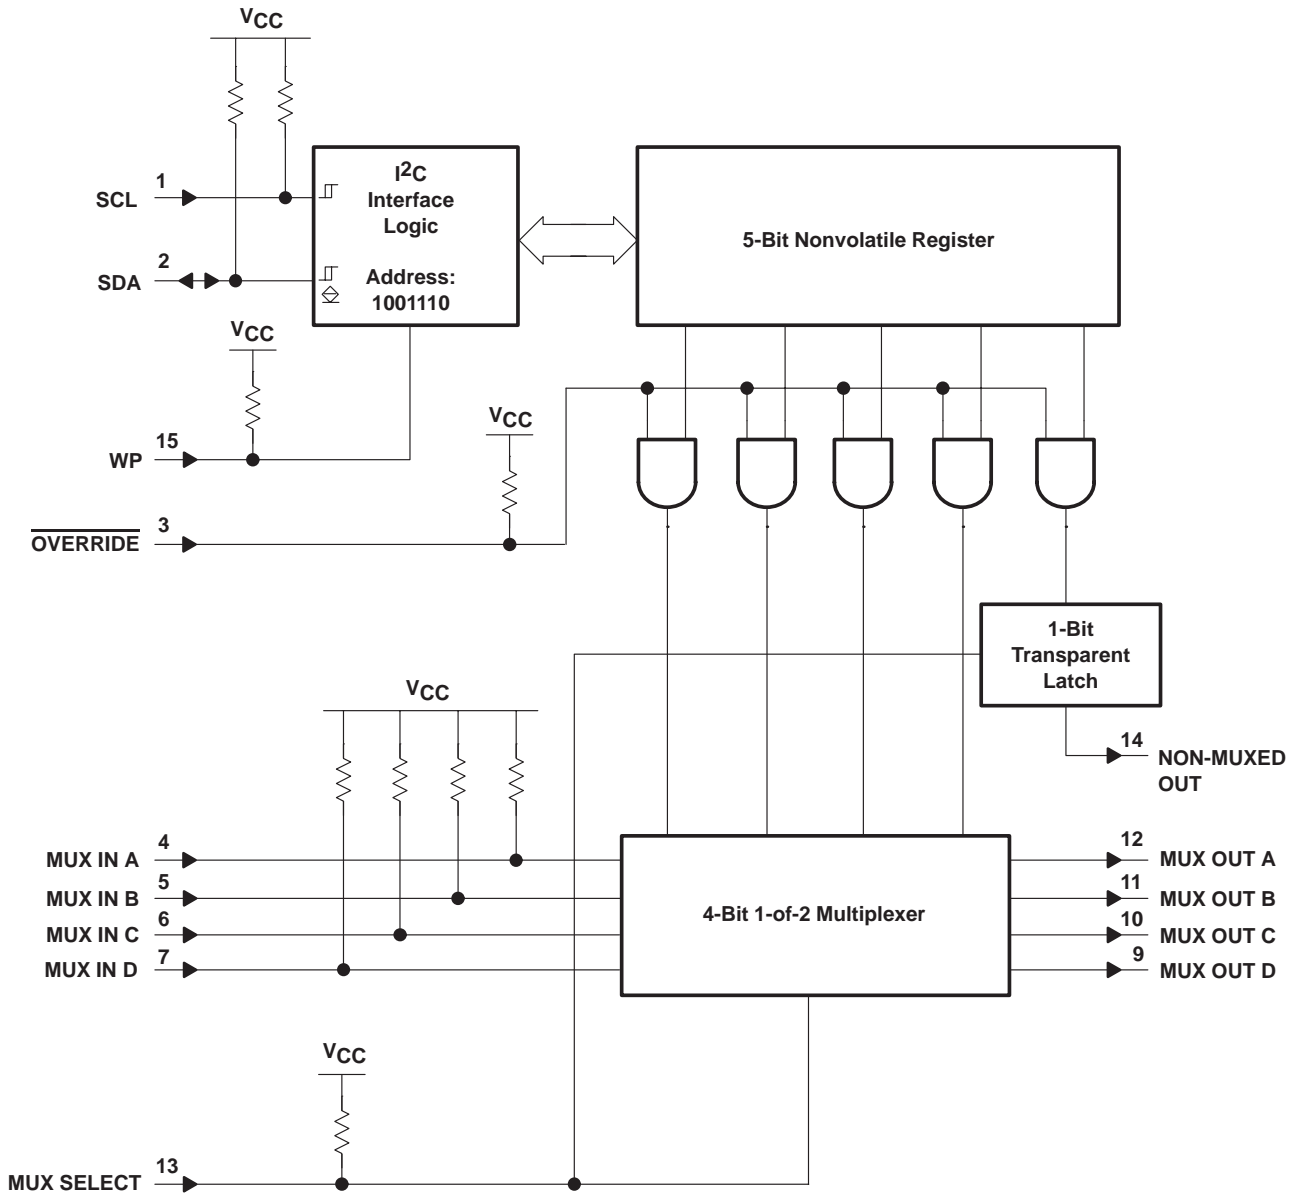 VCC
I2C
Interface
Logic
Address:
1001110
5-Bit Nonvolatile Register
1
SCL
2
SDA
VCC
15
WP
VCC
3
OVERRIDE
1-Bit
Transparent
Latch
14
NON-MUXED
OUT
VCC
4
MUX IN A
5
MUX IN B
6
MUX IN C
7
MUX IN D
4-Bit 1-of-2 Multiplexer
12
MUX OUT A
11
MUX OUT B
10
MUX OUT C
9
MUX OUT D
VCC
13
MUX SELECT